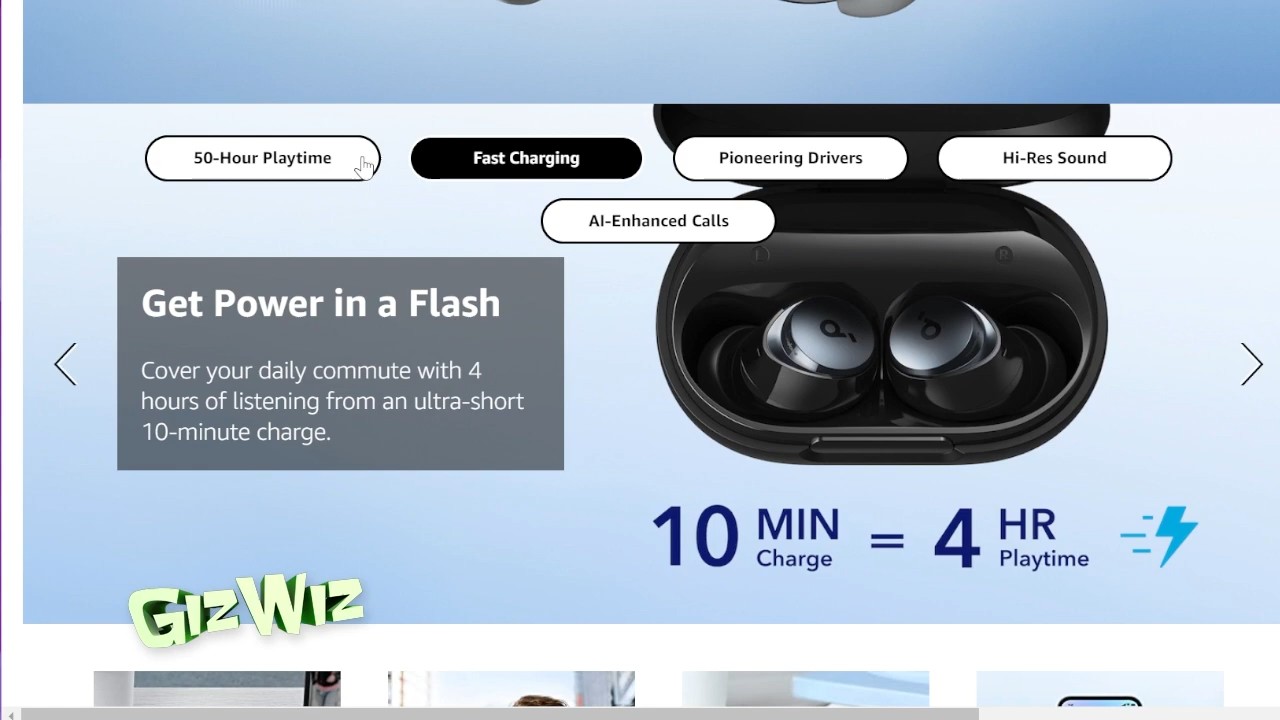 50-Hour Playtime
Fast Charging
Pioneering Drivers
Hi-Res Sound
AI-Enhanced Calls
L
R
Get Power in a Flash
Cover your daily commute with 4
hours of listening from an ultra-short
10-minute charge.
10 MIN Charge = 4 HR Playtime
GizWiz